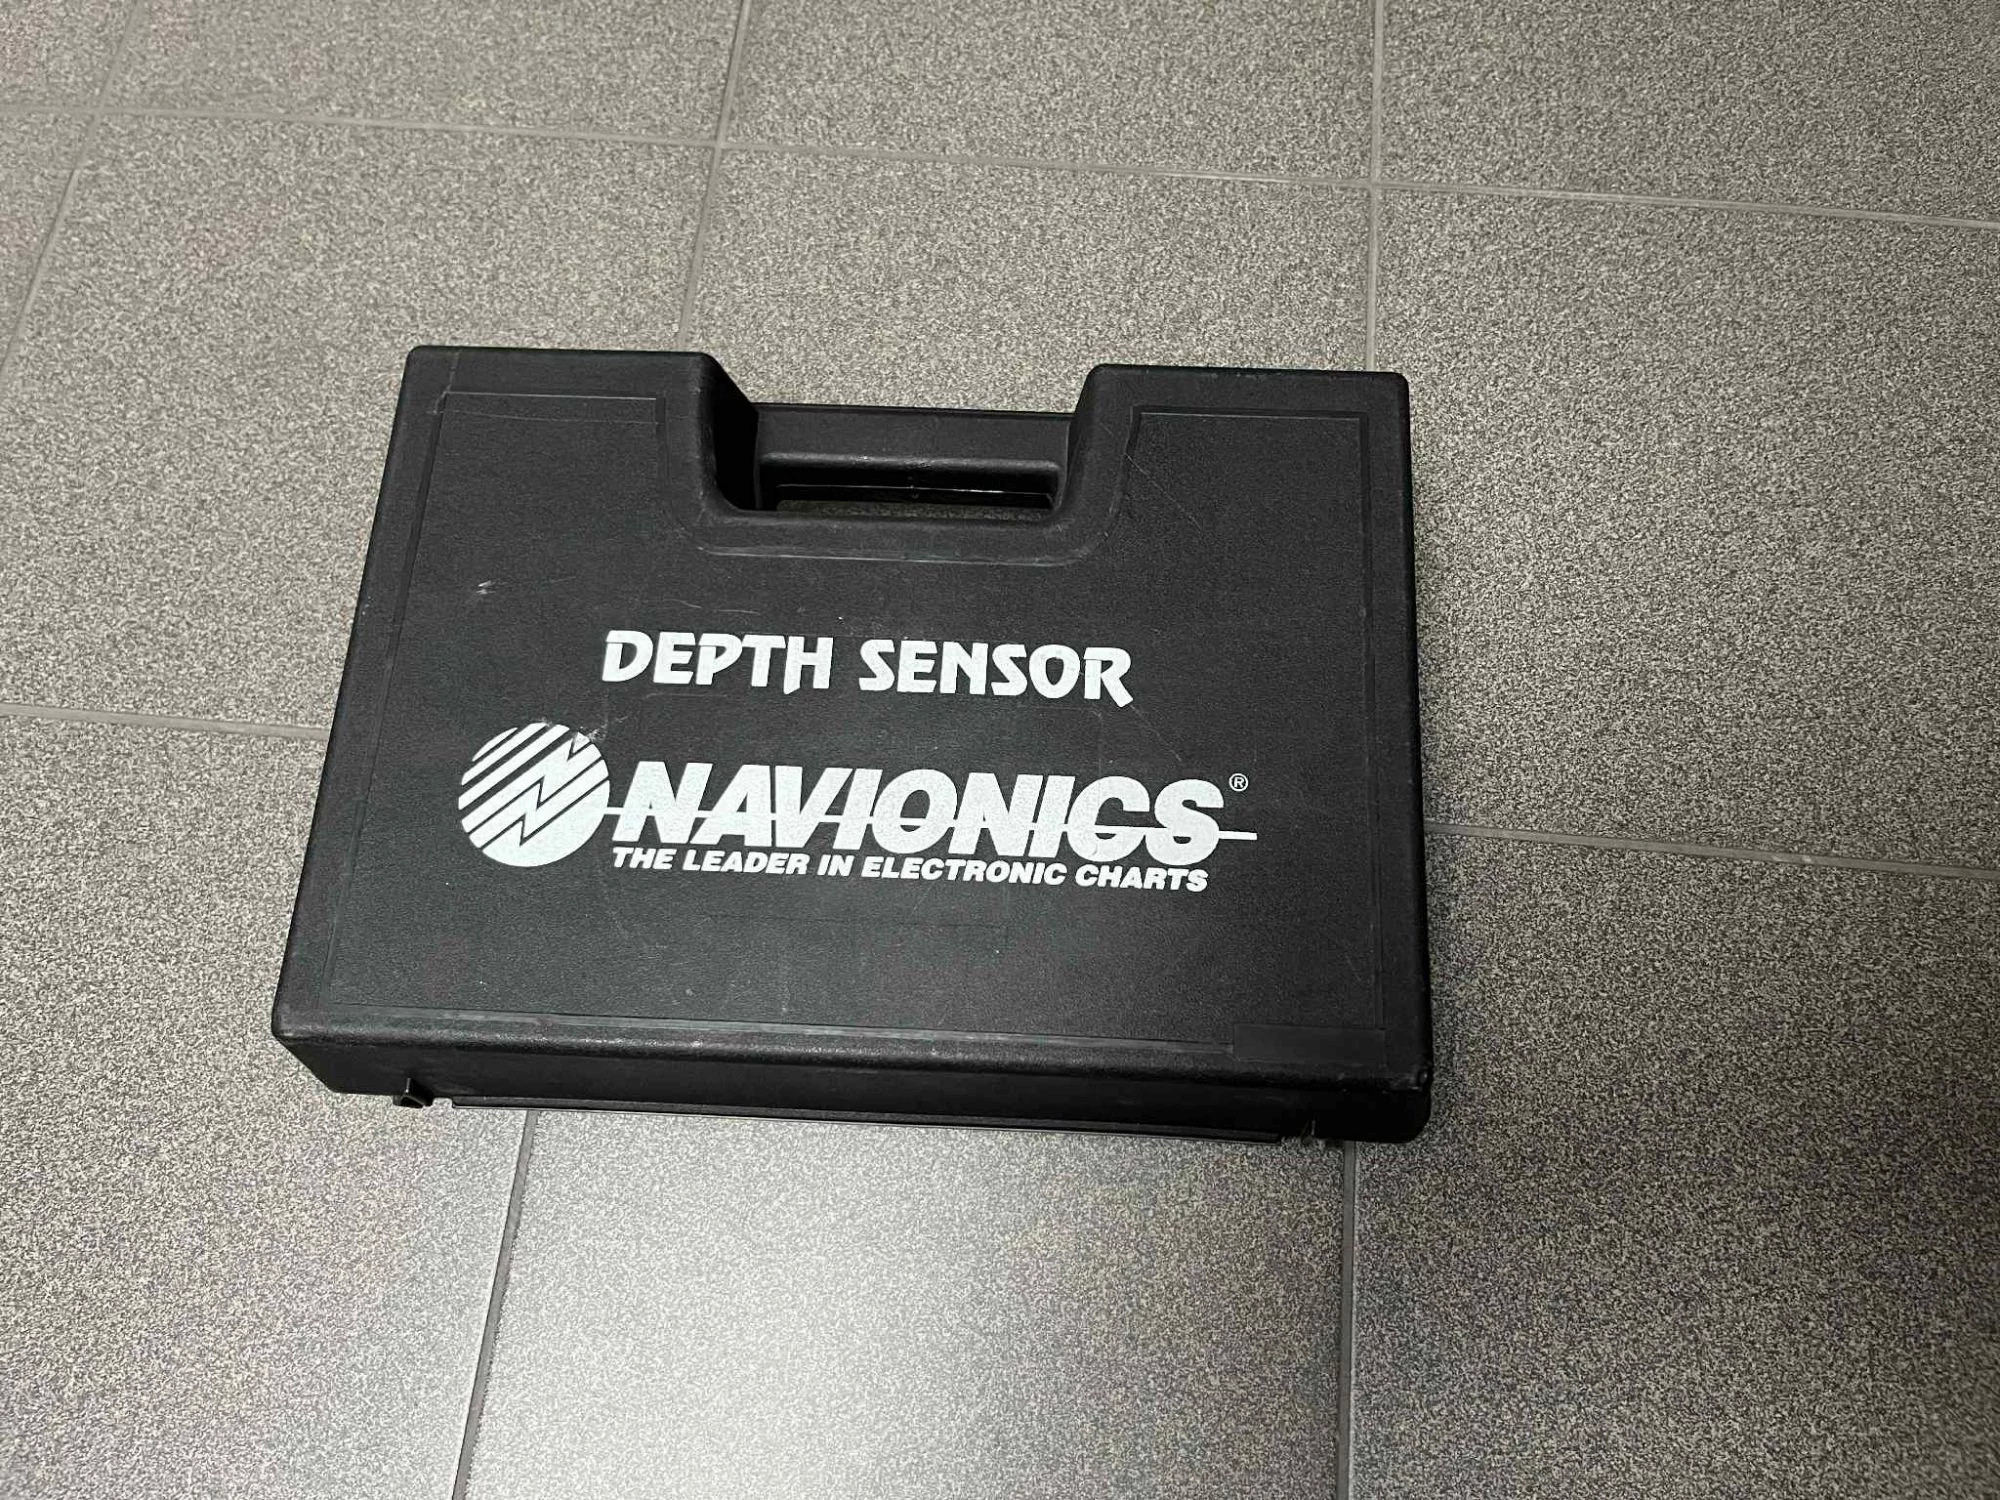 DEPTH SENSOR
NAVIONICS®
THE LEADER IN ELECTRONIC CHARTS